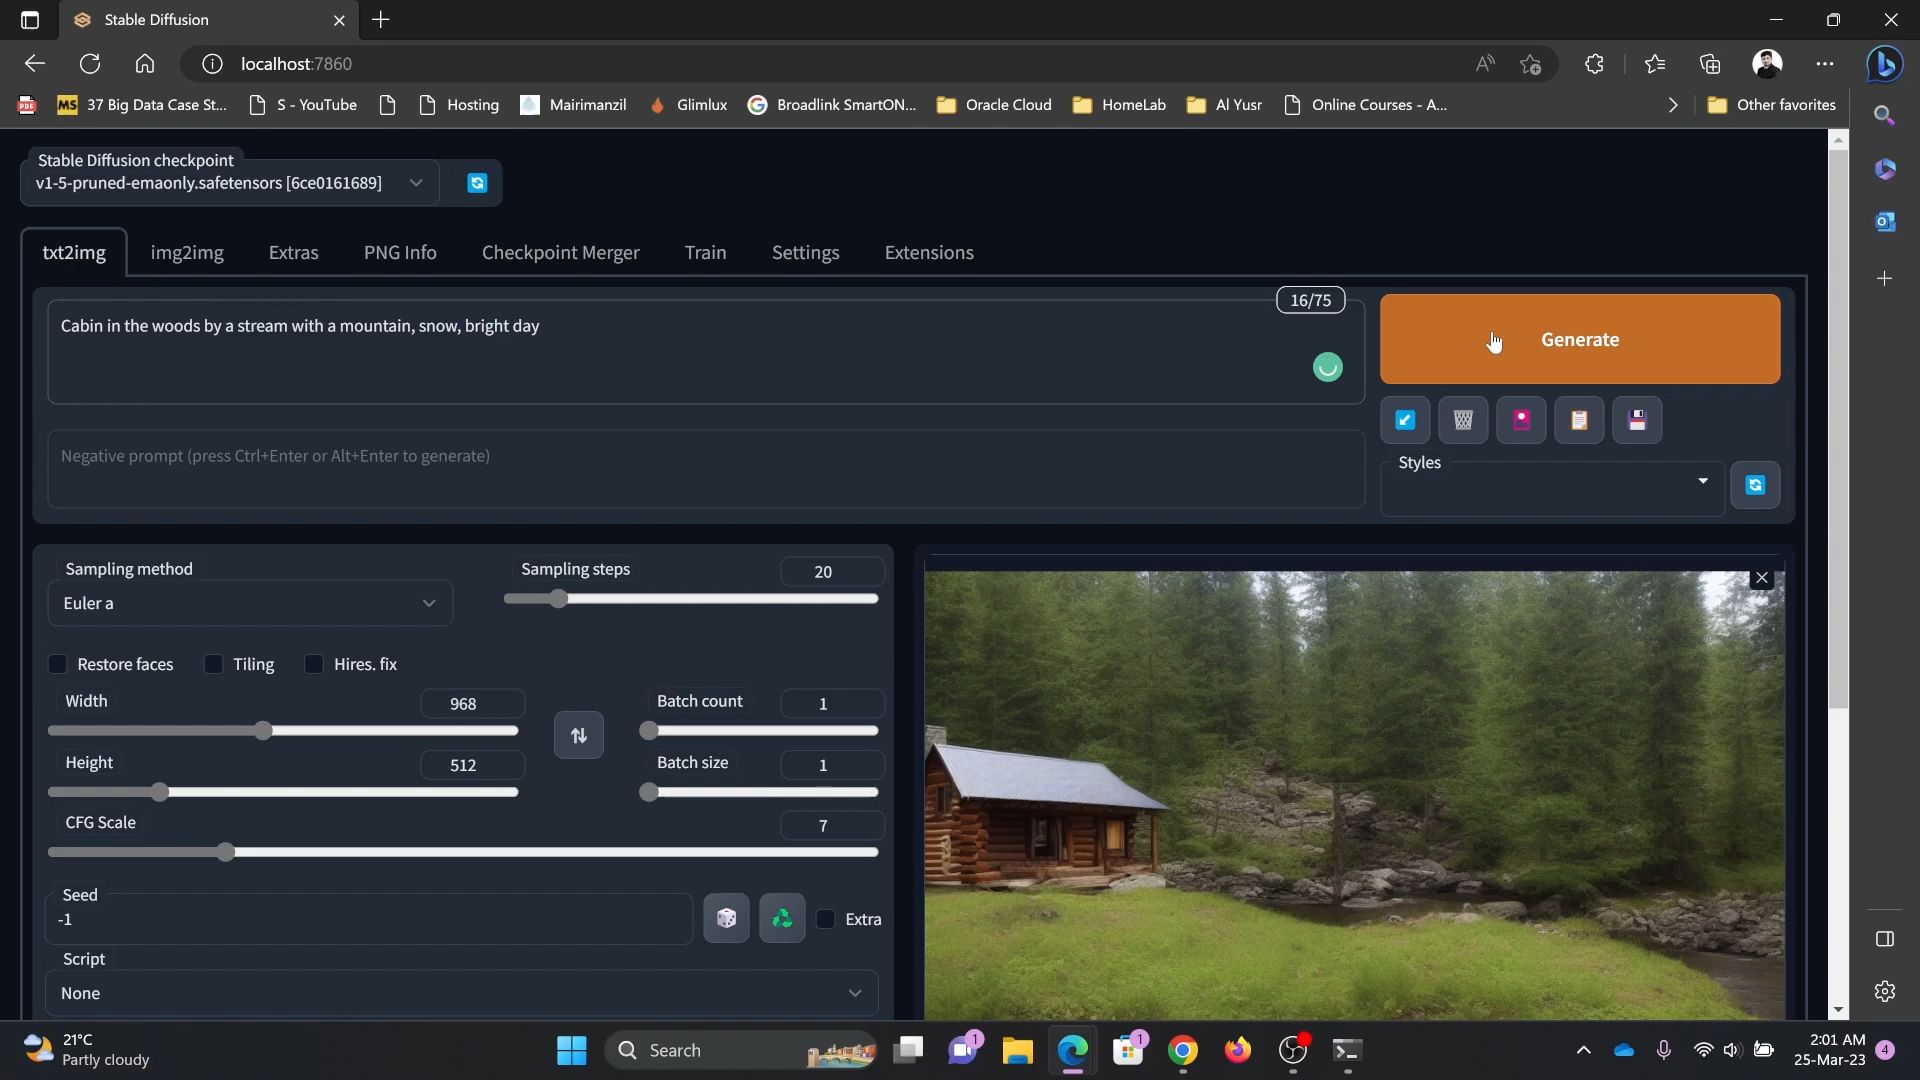 Stable Diffusion
localhost:7860
37 Big Data Case St...
S - YouTube
Hosting
Mairimanzil
Glimlux
Broadlink SmartON...
Oracle Cloud
HomeLab
Al Yusr
Online Courses - A...
Other favorites
Stable Diffusion checkpoint
v1-5-pruned-emaonly.safetensors [6ce0161689]
txt2img
img2img
Extras
PNG Info
Checkpoint Merger
Train
Settings
Extensions
16/75
Cabin in the woods by a stream with a mountain, snow, bright day
Generate
Negative prompt (press Ctrl+Enter or Alt+Enter to generate)
Styles
Sampling method
Euler a
Sampling steps
20
Restore faces
Tiling
Hires. fix
Width
968
Batch count
1
Height
512
Batch size
1
CFG Scale
7
Seed
-1
Extra
Script
None
21°C
Partly cloudy
Search
1
1
2:01 AM
25-Mar-23
4